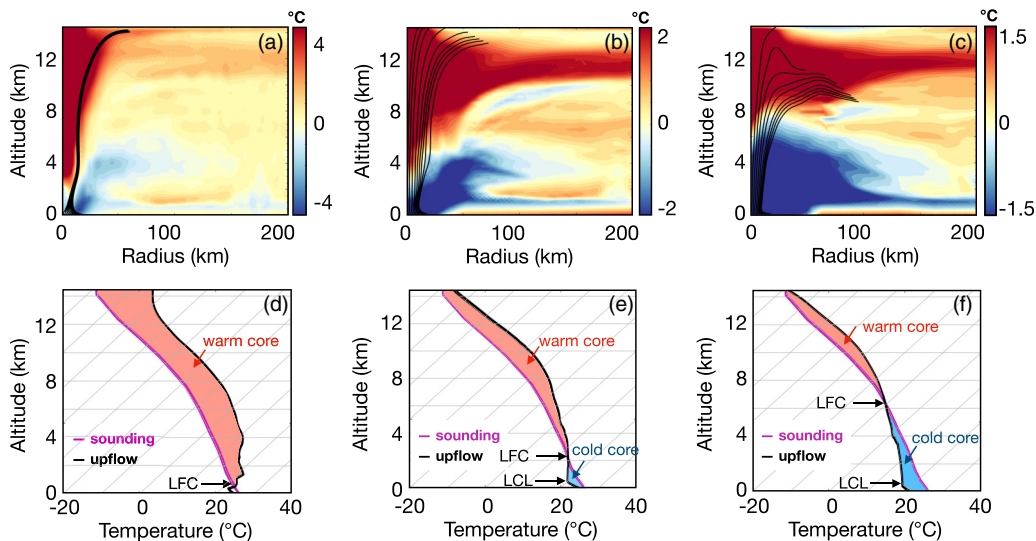 °C
(a)
4
0
-4
12
8
4
0
Altitude (km)
0
100
200
Radius (km)
°C
(b)
2
0
-2
12
8
4
0
Altitude (km)
0
100
200
Radius (km)
°C
(c)
1.5
0
-1.5
12
8
4
0
Altitude (km)
0
100
200
Radius (km)
(d)
warm core
sounding
upflow
LFC
12
8
4
0
Altitude (km)
-20
0
20
40
Temperature (°C)
(e)
warm core
sounding
cold core
upflow
LFC
LCL
12
8
4
0
Altitude (km)
-20
0
20
40
Temperature (°C)
(f)
warm core
LFC
sounding
cold core
upflow
LCL
12
8
4
0
Altitude (km)
-20
0
20
40
Temperature (°C)